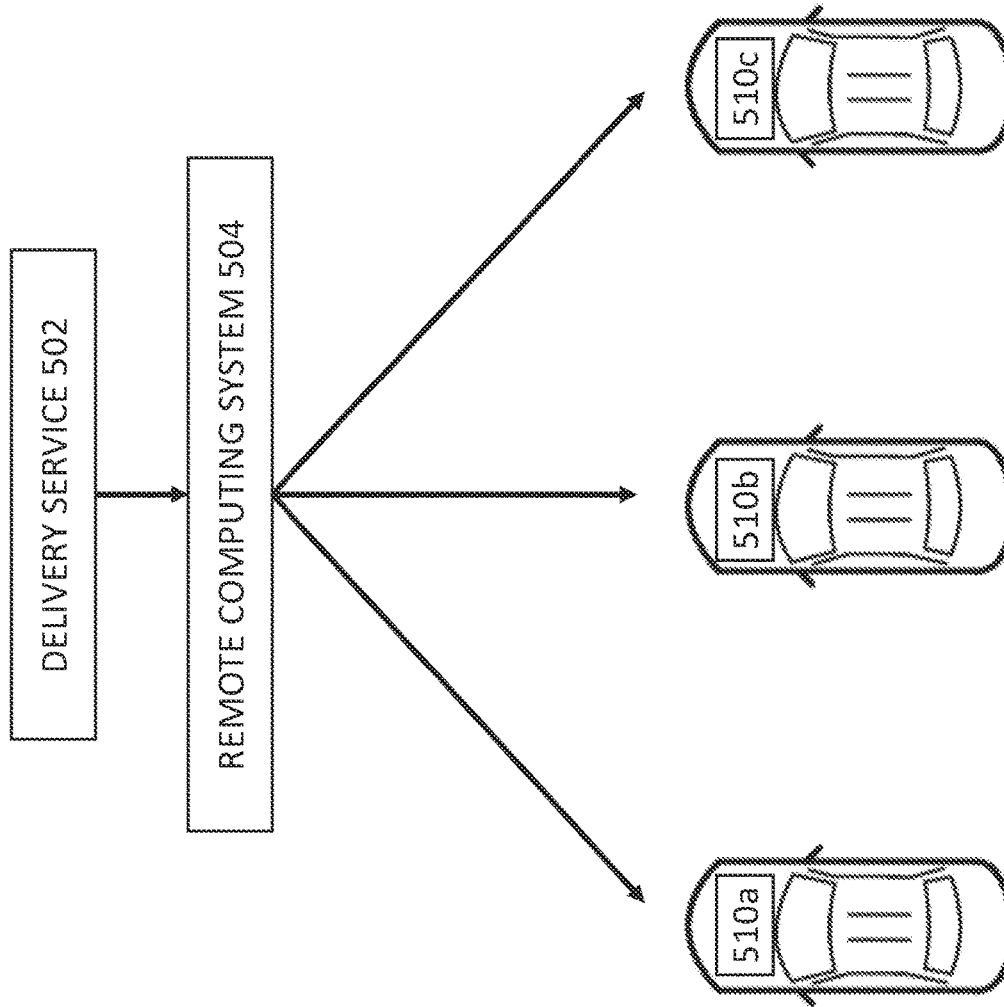 DELIVERY SERVICE 502
REMOTE COMPUTING SYSTEM 504
510a
510b
510c